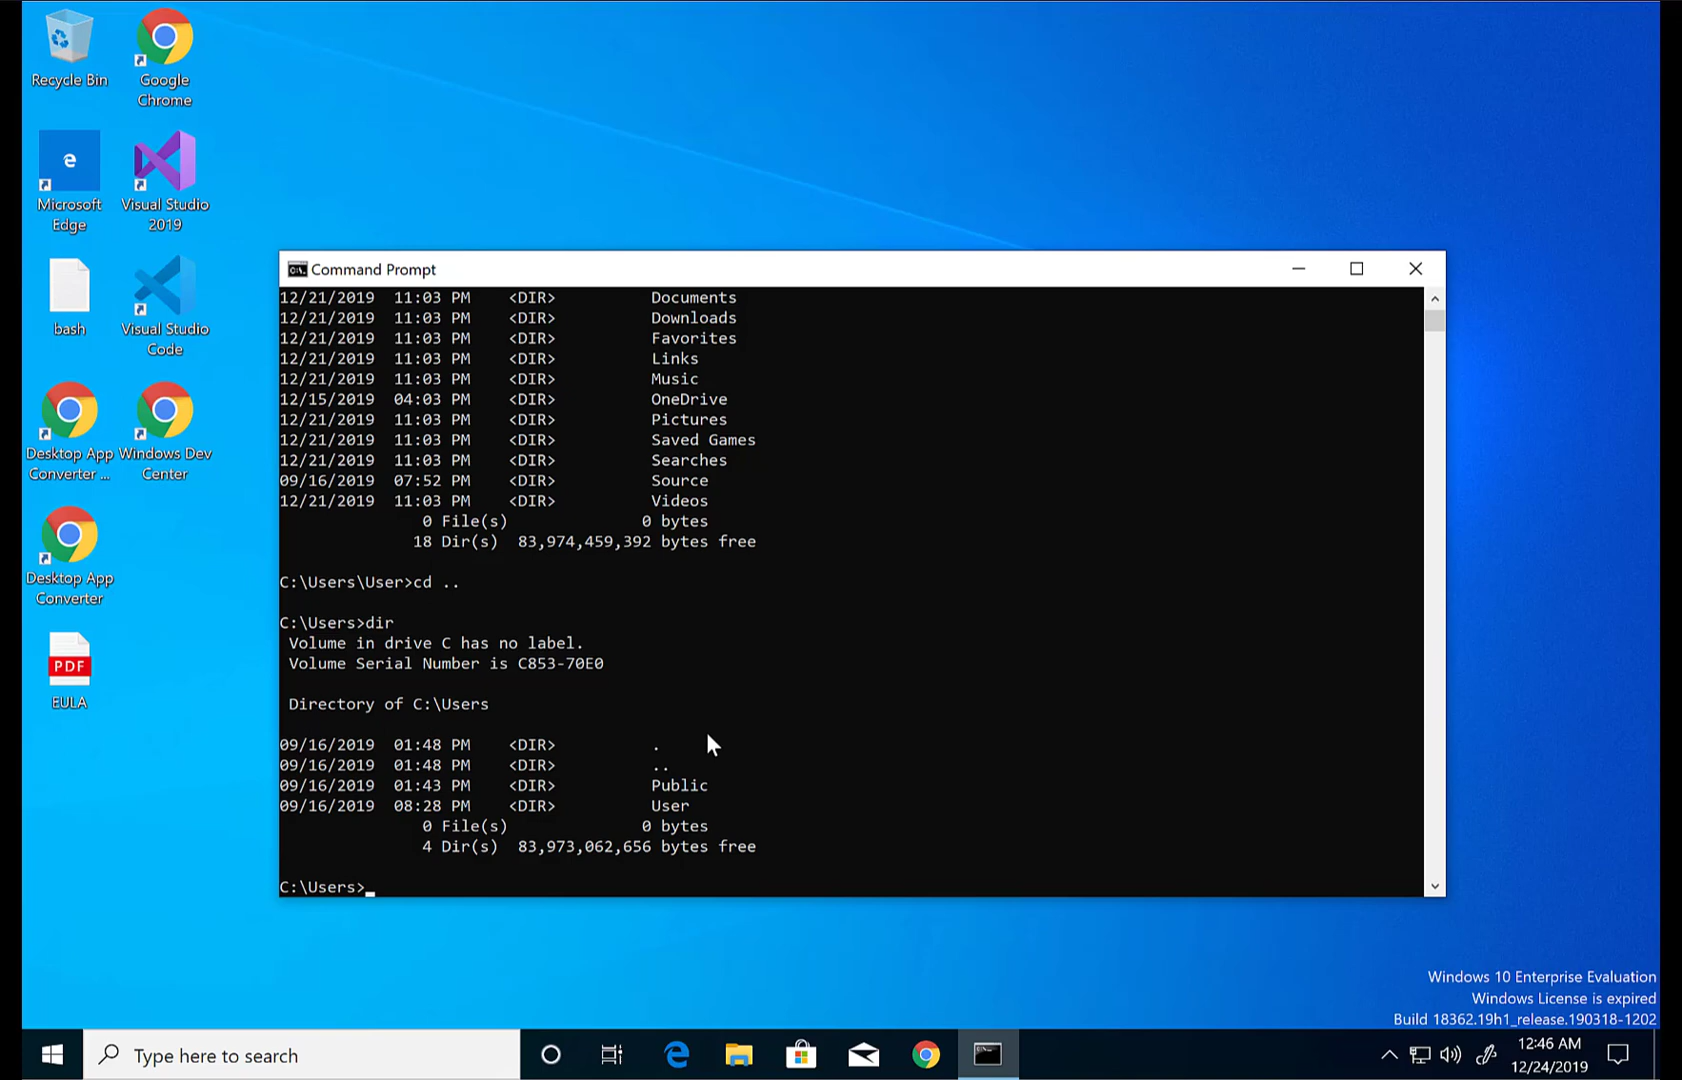 Recycle Bin
Google
Chrome
Microsoft
Edge
Visual Studio
2019
bash
Visual Studio
Code
Desktop App
Converter ...
Windows Dev
Center
Desktop App
Converter
PDF
EULA
C:\.
Command Prompt
12/21/2019  11:03 PM    <DIR>          Documents
12/21/2019  11:03 PM    <DIR>          Downloads
12/21/2019  11:03 PM    <DIR>          Favorites
12/21/2019  11:03 PM    <DIR>          Links
12/21/2019  11:03 PM    <DIR>          Music
12/15/2019  04:03 PM    <DIR>          OneDrive
12/21/2019  11:03 PM    <DIR>          Pictures
12/21/2019  11:03 PM    <DIR>          Saved Games
12/21/2019  11:03 PM    <DIR>          Searches
09/16/2019  07:52 PM    <DIR>          Source
12/21/2019  11:03 PM    <DIR>          Videos
0 File(s)              0 bytes
18 Dir(s)  83,974,459,392 bytes free
C:\Users\User>cd ..
C:\Users>dir
Volume in drive C has no label.
Volume Serial Number is C853-70E0
Directory of C:\Users
09/16/2019  01:48 PM    <DIR>          .
09/16/2019  01:48 PM    <DIR>          ..
09/16/2019  01:43 PM    <DIR>          Public
09/16/2019  08:28 PM    <DIR>          User
0 File(s)              0 bytes
4 Dir(s)  83,973,062,656 bytes free
C:\Users>
Windows 10 Enterprise Evaluation
Windows License is expired
Build 18362.19h1_release.190318-1202
Type here to search
12:46 AM
12/24/2019